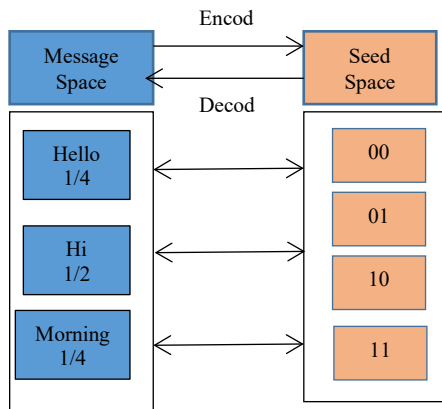 Encod
Message
Space
Seed
Space
Decod
Hello
1/4
00
01
Hi
1/2
10
Morning
1/4
11